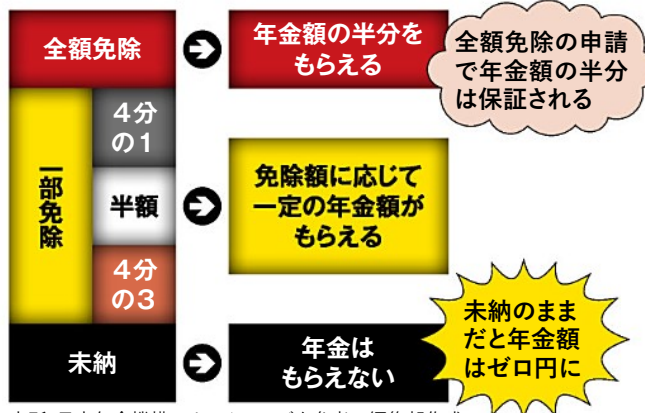 全額免除
年金額の半分を
もらえる
全額免除の申請
で年金額の半分
は保証される
一部免除
4分
の1
半額
4分
の3
免除額に応じて
一定の年金額が
もらえる
未納
年金は
もらえない
未納のまま
だと年金額
はゼロ円に